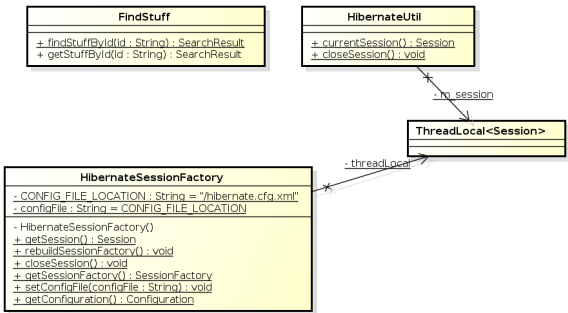 FindStuff
+ findStuffById(id : String) : SearchResult
+ getStuffById(id : String) : SearchResult
HibernateUtil
+ currentSession() : Session
+ closeSession() : void
- m_session
ThreadLocal<Session>
- threadLocal
HibernateSessionFactory
- CONFIG_FILE_LOCATION : String = "/hibernate.cfg.xml"
- configFile : String = CONFIG_FILE_LOCATION
- HibernateSessionFactory()
+ getSession() : Session
+ rebuildSessionFactory() : void
+ closeSession() : void
+ getSessionFactory() : SessionFactory
+ setConfigFile(configFile : String) : void
+ getConfiguration() : Configuration